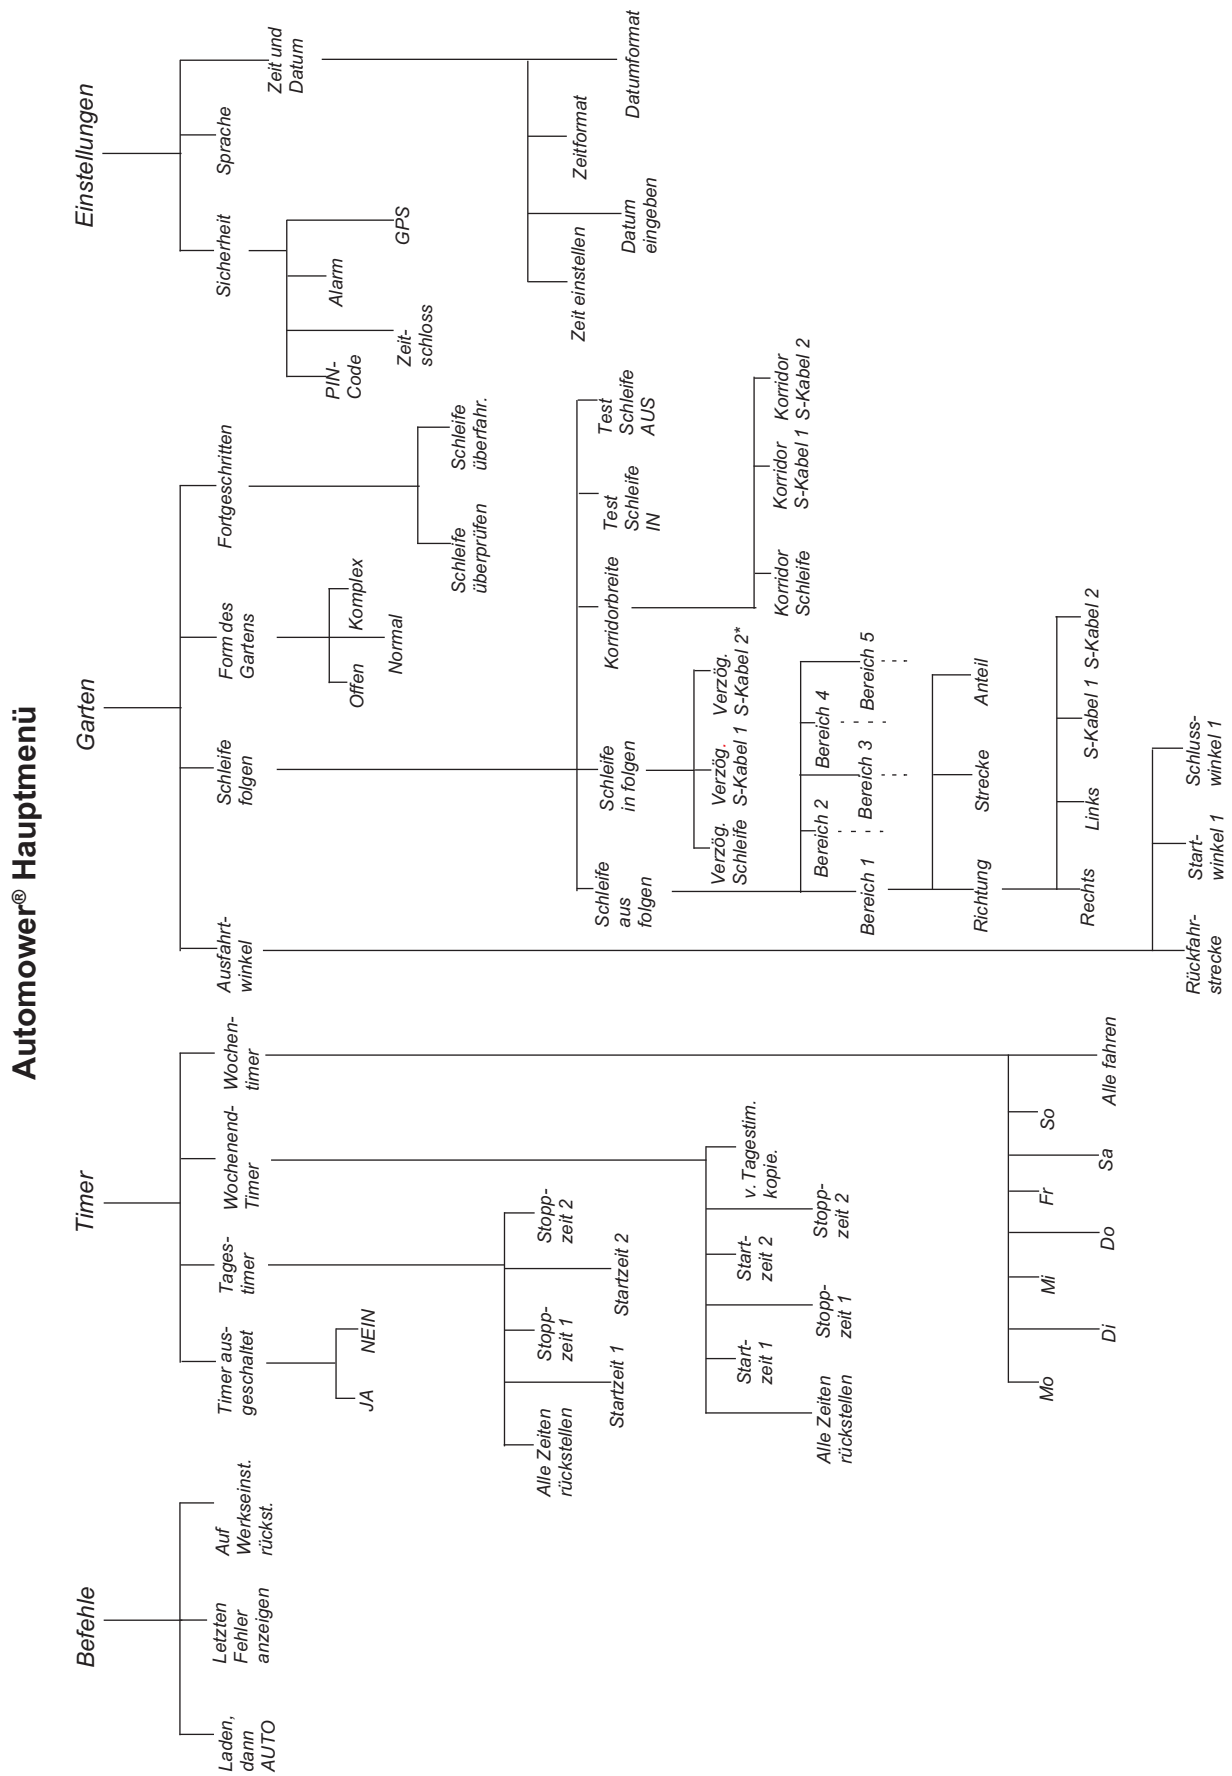 Automower® Hauptmenü
Befehle
Laden,
dann
AUTO
Letzten
Fehler
anzeigen
Auf
Werkseinst.
rückst.
Timer
Timer aus-
geschaltet
JA
NEIN
Tages-
timer
Alle Zeiten
rückstellen
Startzeit 1
Stopp-
zeit 1
Startzeit 2
Stopp-
zeit 2
Wochenend-
Timer
Alle Zeiten
rückstellen
Start-
zeit 1
Stopp-
zeit 1
Start-
zeit 2
Stopp-
zeit 2
v. Tagestim.
kopie.
Wochen-
timer
Mo
Di
Mi
Do
Fr
Sa
So
Alle fahren
Garten
Ausfahrt-
winkel
Rückfahr-
strecke
Start-
winkel 1
Schluss-
winkel 1
Schleife
folgen
Schleife
aus
folgen
Bereich 1
Bereich 2
Bereich 3
Bereich 4
Bereich 5
Richtung
Strecke
Anteil
Rechts
Links
S-Kabel 1
S-Kabel 2
Schleife
in folgen
Verzög.
Schleife
Verzög.
S-Kabel 1
Verzög.
S-Kabel 2*
Korridorbreite
Korridor
Schleife
Korridor
S-Kabel 1
Korridor
S-Kabel 2
Test
Schleife
IN
Test
Schleife
AUS
Form des
Gartens
Offen
Normal
Komplex
Fortgeschritten
Schleife
überprüfen
Schleife
überfahr.
Einstellungen
Sicherheit
PIN-
Code
Zeit-
schloss
Alarm
GPS
Sprache
Zeit und
Datum
Zeit einstellen
Datum
eingeben
Zeitformat
Datumformat